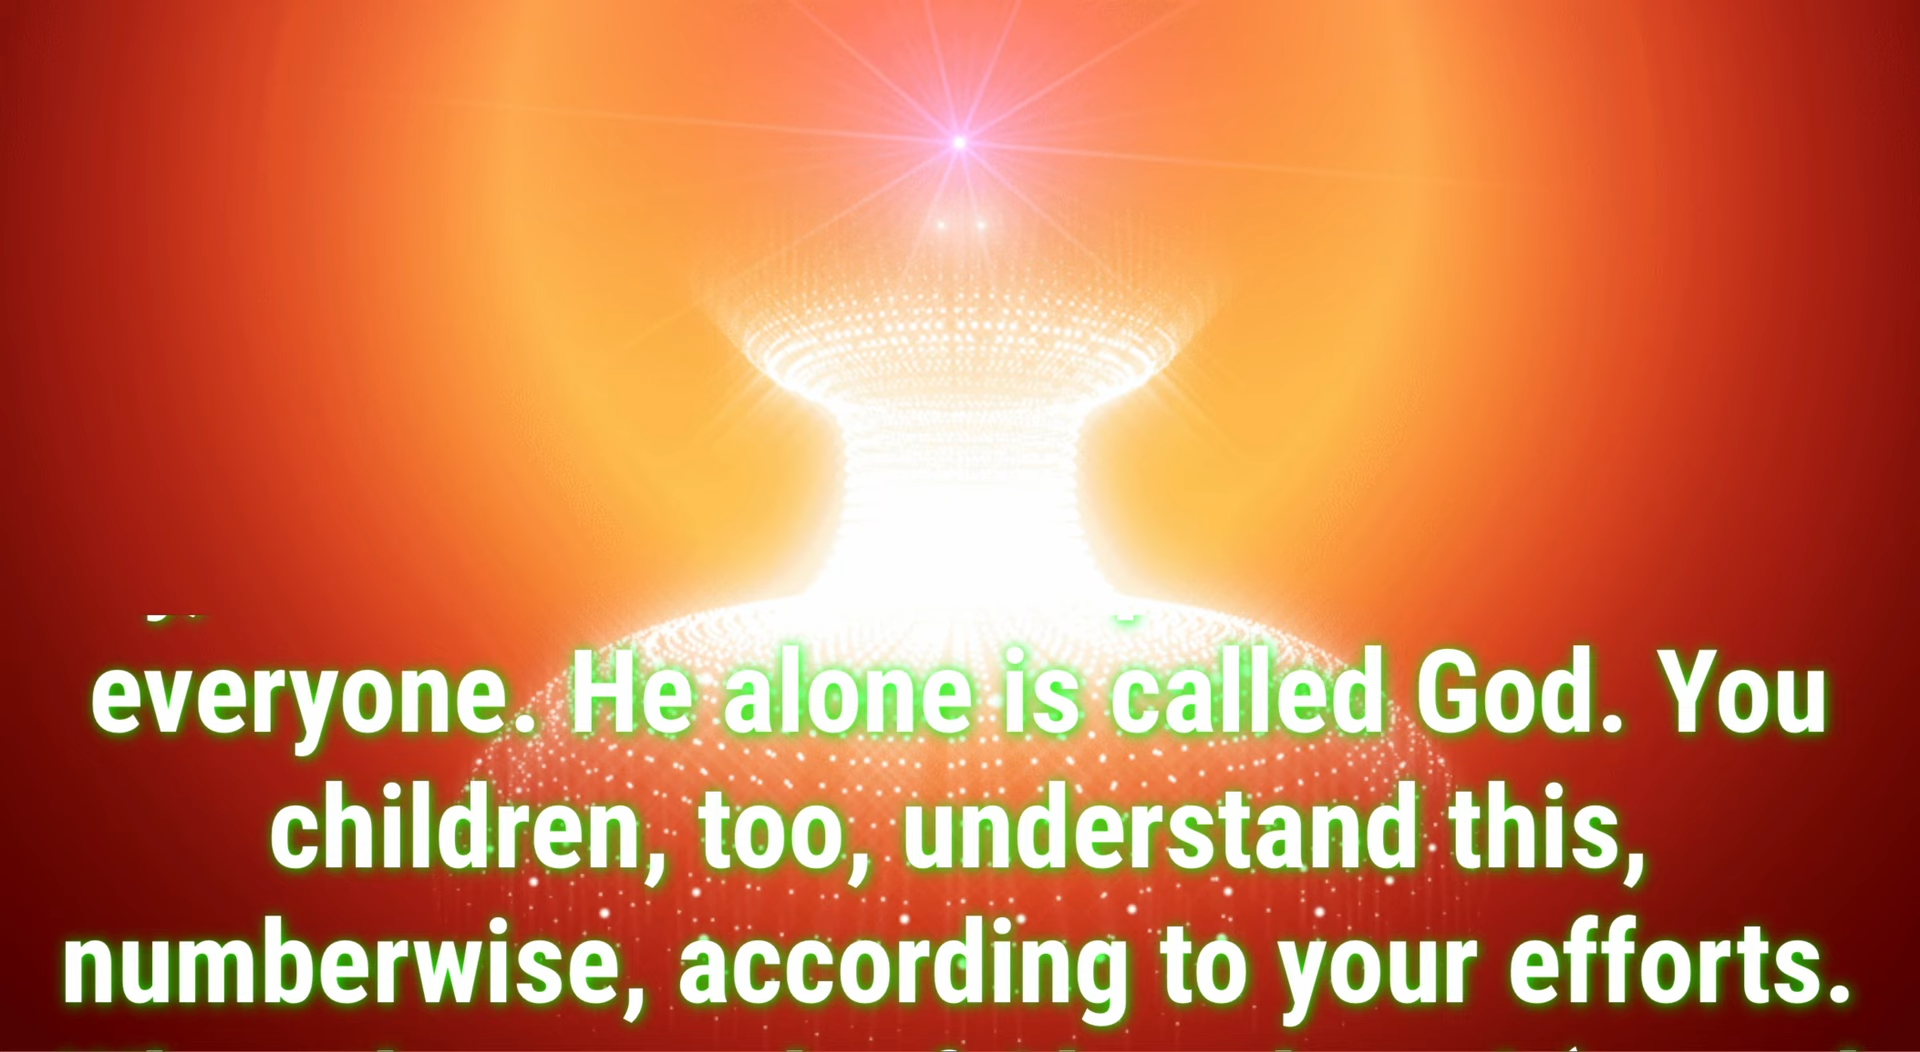 everyone. He alone is called God. You
children, too, understand this,
numberwise, according to your efforts.